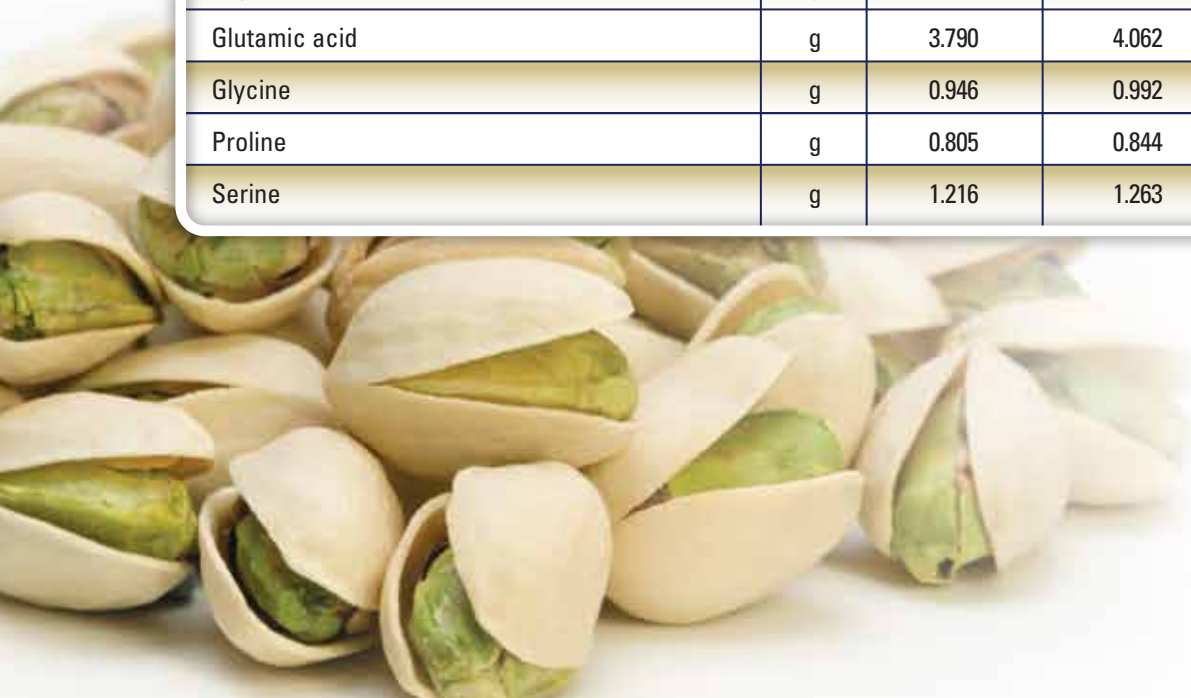 Glutamic acid g 3.790 4.062
Glycine g 0.946 0.992
Proline g 0.805 0.844
Serine g 1.216 1.263